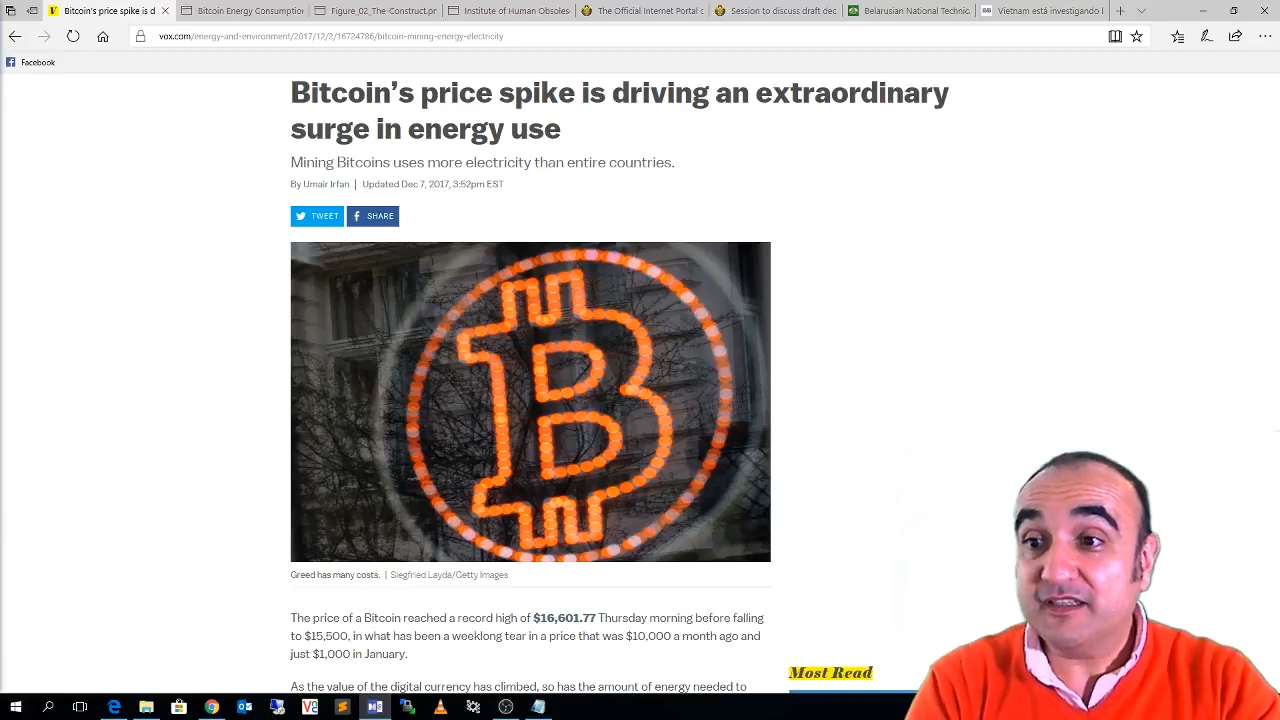 Bitcoin's price spike is d
Bitcoin Energy Consumption
Figure_02_The-Construct.pn
Institute of Human Obsoles
The Official Internet Portal o
Session to discuss draft dec
Belarusian National Technic
Vietnam está investigando l
vox.com/energy-and-environment/2017/12/2/16724786/bitcoin-mining-energy-electricity
Facebook
Bitcoin's price spike is driving an extraordinary
surge in energy use
Mining Bitcoins uses more electricity than entire countries.
By Umair Irfan | Updated Dec 7, 2017, 3:52pm EST
TWEET
SHARE
Greed has many costs. | Siegfried Layda/Getty Images
The price of a Bitcoin reached a record high of $16,601.77 Thursday morning before falling
to $15,500, in what has been a weeklong tear in a price that was $10,000 a month ago and
just $1,000 in January.
Most Read
As the value of the digital currency has climbed, so has the amount of energy needed to